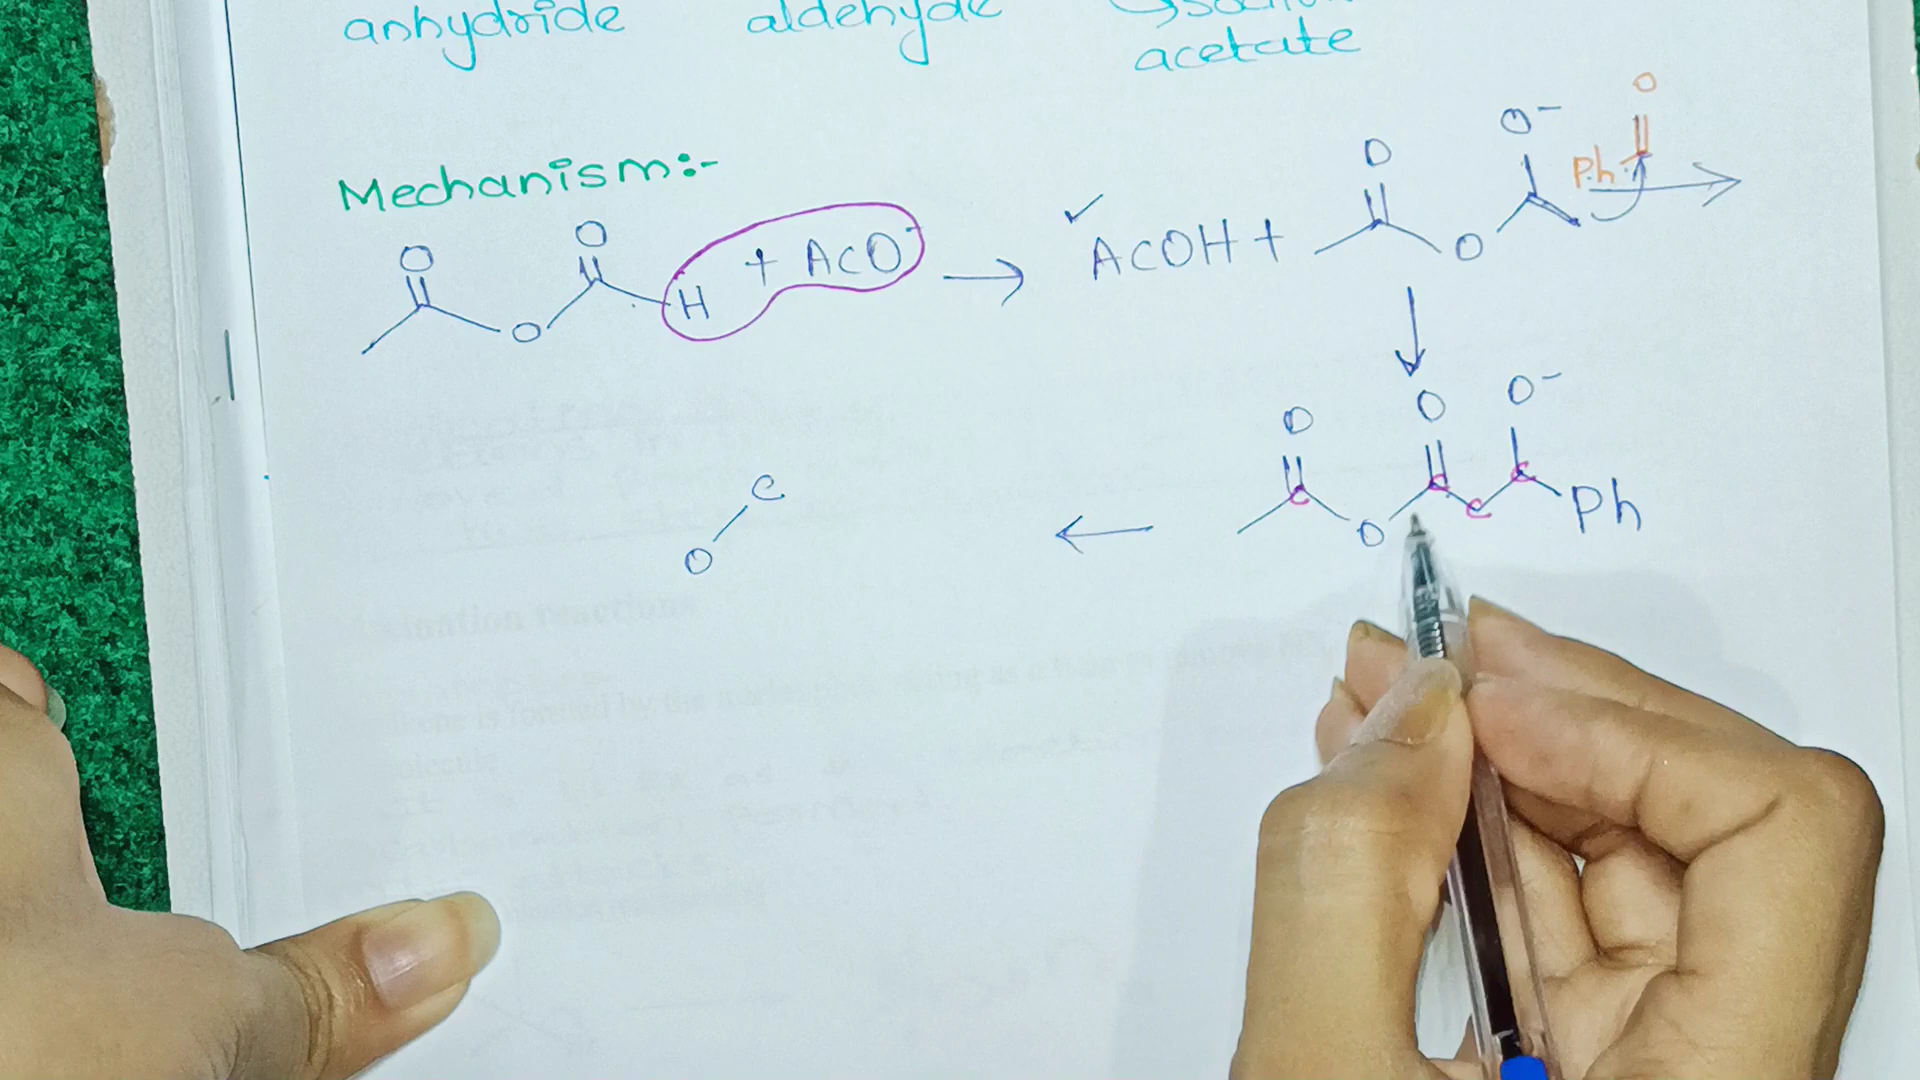 anhydride aldehyde
acetate
Mechanism:-
O O H + AcO⁻ O
ACOH + O O O⁻ Ph O
O O O O⁻ C C C C Ph
C O